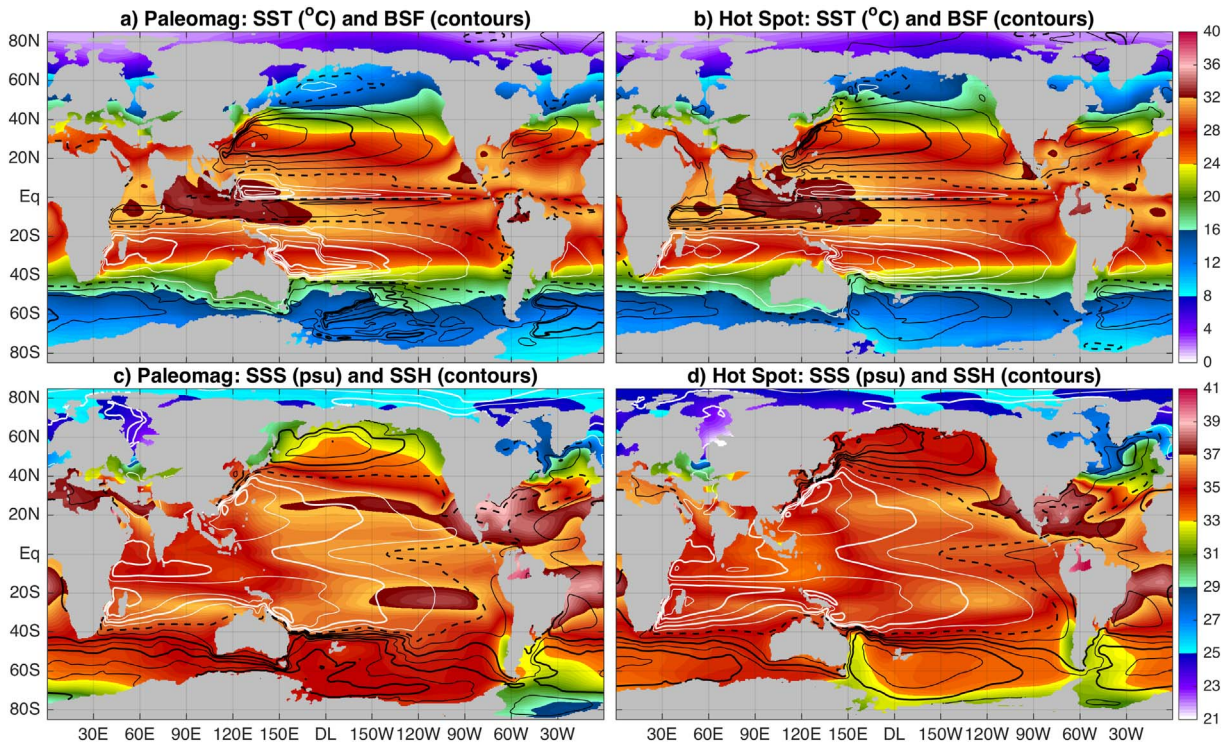 a) Paleomag: SST (°C) and BSF (contours)
b) Hot Spot: SST (°C) and BSF (contours)
80N
60N
40N
20N
Eq
20S
40S
60S
80S
40
36
32
28
24
20
16
12
8
4
0
c) Paleomag: SSS (psu) and SSH (contours)
d) Hot Spot: SSS (psu) and SSH (contours)
80N
60N
40N
20N
Eq
20S
40S
60S
80S
41
39
37
35
33
31
29
27
25
23
21
30E 60E 90E 120E 150E DL 150W 120W 90W 60W 30W
30E 60E 90E 120E 150E DL 150W 120W 90W 60W 30W